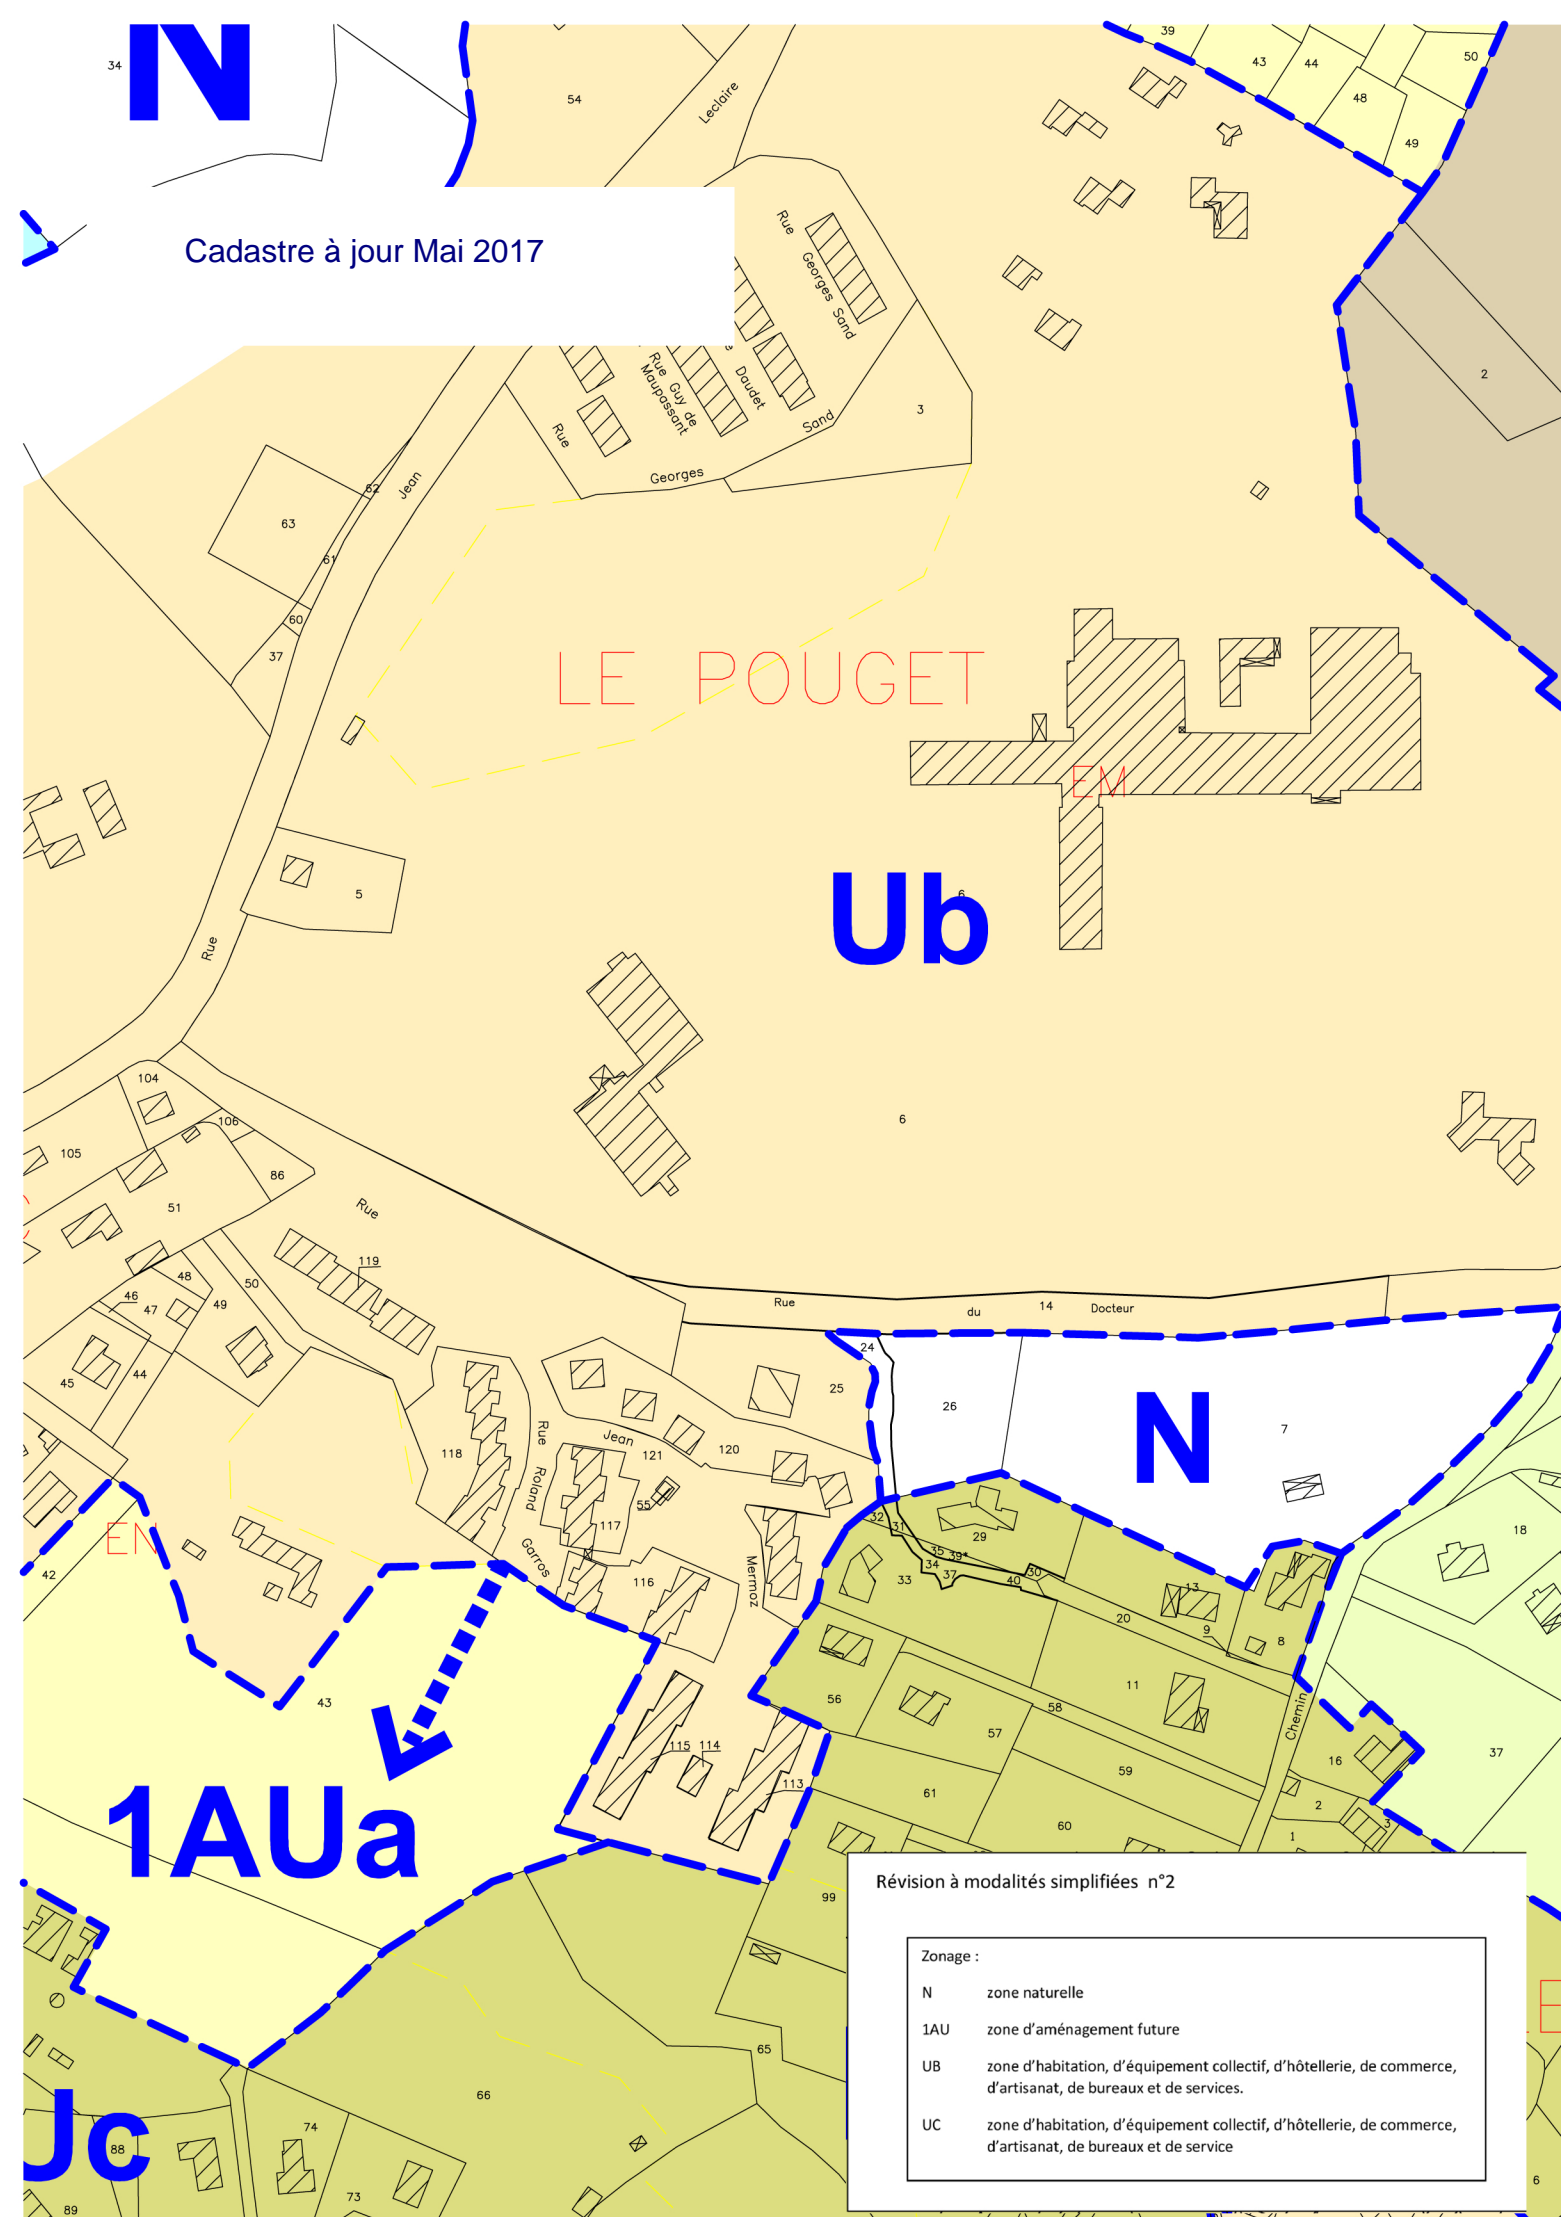 N
34
54
Leclaire
39
43
44
50
48
49
Cadastre à jour Mai 2017
Rue
Georges Sand
2
Rue Guy de
Maupassant
Daudet
Sand
3
Rue
Georges
62
Jean
63
61
60
37
LE POUGET
EM
5
Ub
6
Rue
6
104
106
105
86
51
Rue
119
48
50
46
47
49
45
44
Rue
du
14
Docteur
24
25
26
N
7
118
Rue
Roland
Garros
Jean
121
120
55
117
116
Mermoz
EN
42
43
32
31
29
35
39*
34
37
33
40
30
13
20
9
8
18
56
11
58
57
59
Chemin
16
37
115
114
113
61
60
2
1
3
1AUa
99
65
66
Uc
88
74
73
89
6
Révision à modalités simplifiées n°2
Zonage :
N zone naturelle
1AU zone d'aménagement future
UB zone d'habitation, d'équipement collectif, d'hôtellerie, de commerce,
d'artisanat, de bureaux et de services.
UC zone d'habitation, d'équipement collectif, d'hôtellerie, de commerce,
d'artisanat, de bureaux et de service